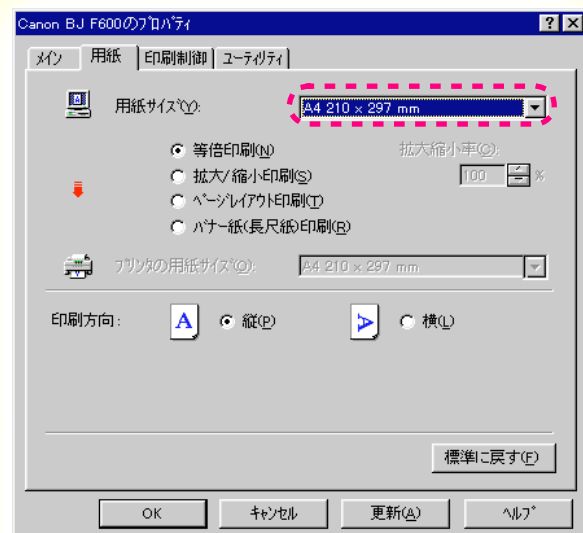 Canon BJ F600のﾌﾟﾛﾊﾟﾃｨ
ﾒｲﾝ 用紙 印刷制御 ﾕｰﾃｨﾘﾃｨ
用紙ｻｲｽﾞ(Y): A4 210 x 297 mm
等倍印刷(N) 拡大縮小率(C):
拡大/縮小印刷(S) 100 %
ﾍﾟｰｼﾞﾚｲｱｳﾄ印刷(T)
ﾊﾞﾅｰ紙(長尺紙)印刷(R)
ﾌﾟﾘﾝﾀの用紙ｻｲｽﾞ(O): A4 210 x 297 mm
印刷方向: A 縦(P) A 横(L)
標準に戻す(F)
OK ｷｬﾝｾﾙ 更新(A) ﾍﾙﾌﾟ